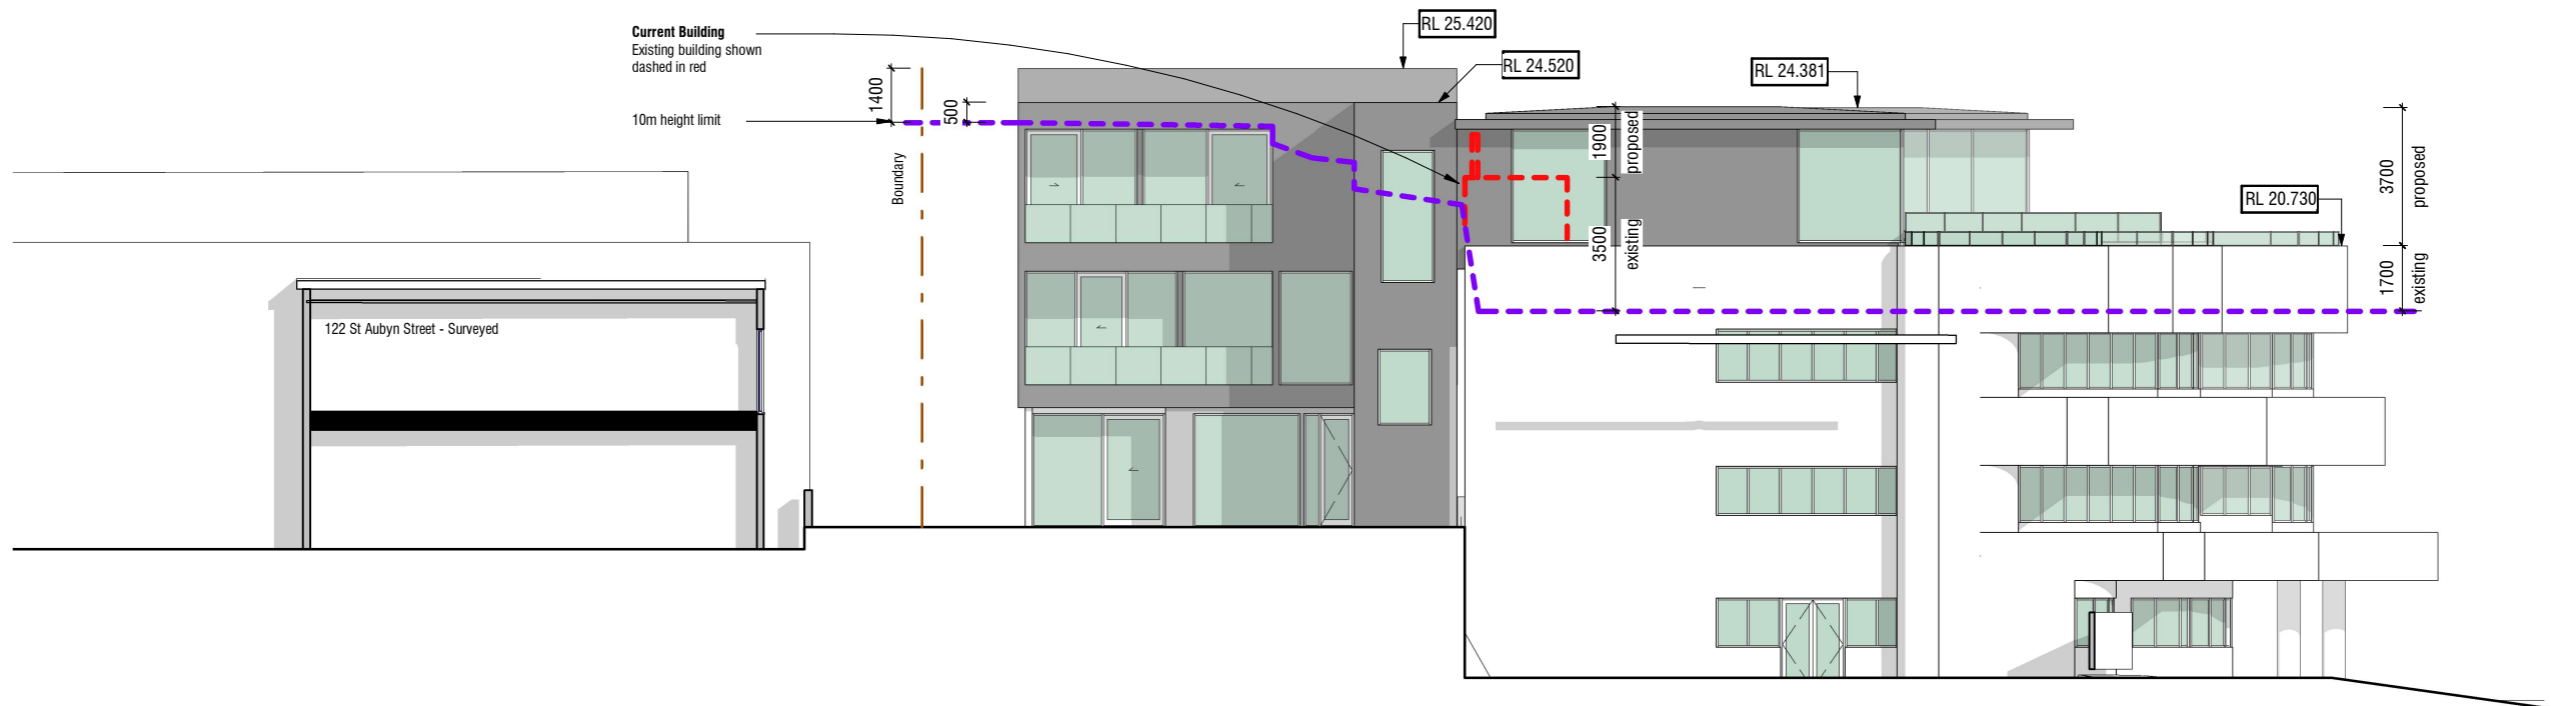 Current Building
Existing building shown
dashed in red
10m height limit
1400
500
Boundary
RL 25.420
RL 24.520
RL 24.381
RL 20.730
1900
proposed
3500
existing
3700
proposed
1700
existing
122 St Aubyn Street - Surveyed